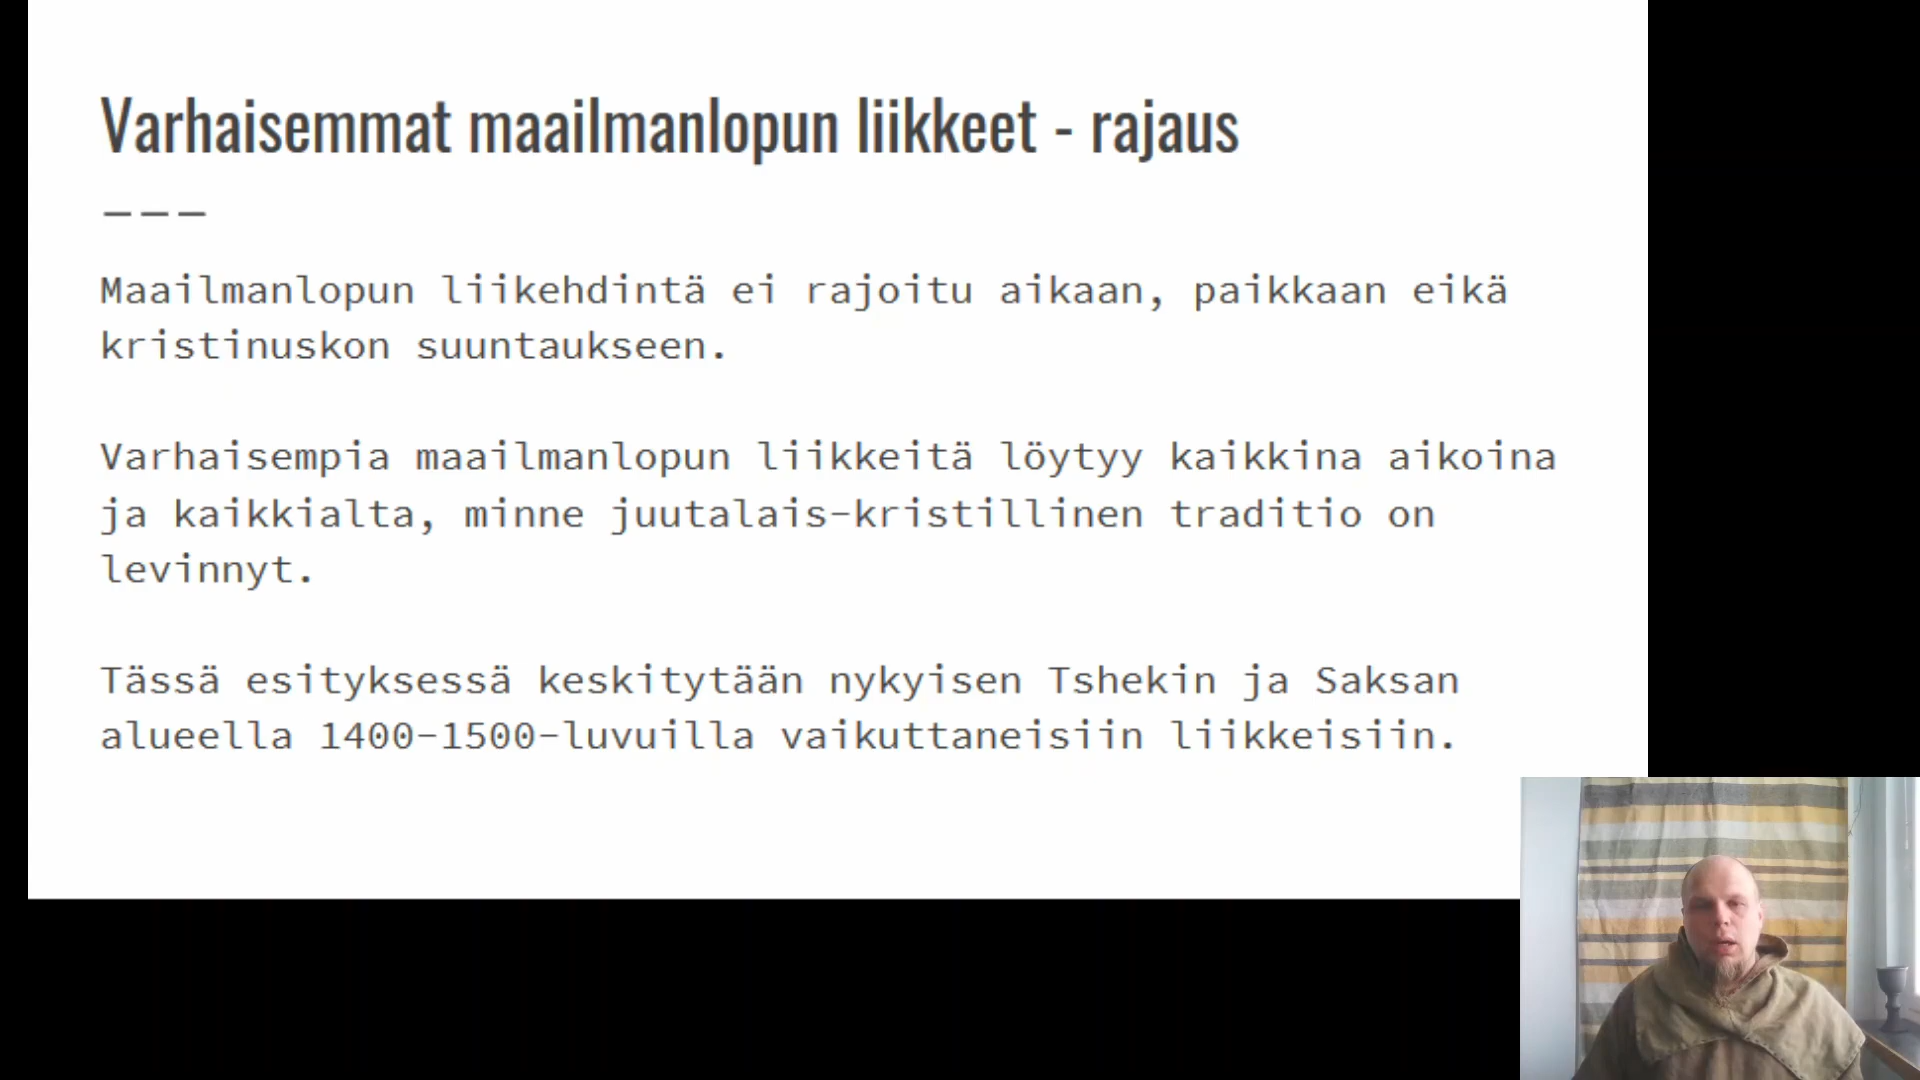 Varhaisemmat maailmanlopun liikkeet - rajaus
———
Maailmanlopun liikehdintä ei rajoitu aikaan, paikkaan eikä
kristinuskon suuntaukseen.
Varhaisempia maailmanlopun liikkeitä löytyy kaikkina aikoina
ja kaikkialta, minne juutalais-kristillinen traditio on
levinnyt.
Tässä esityksessä keskitytään nykyisen Tshekin ja Saksan
alueella 1400-1500-luvuilla vaikuttaneisiin liikkeisiin.